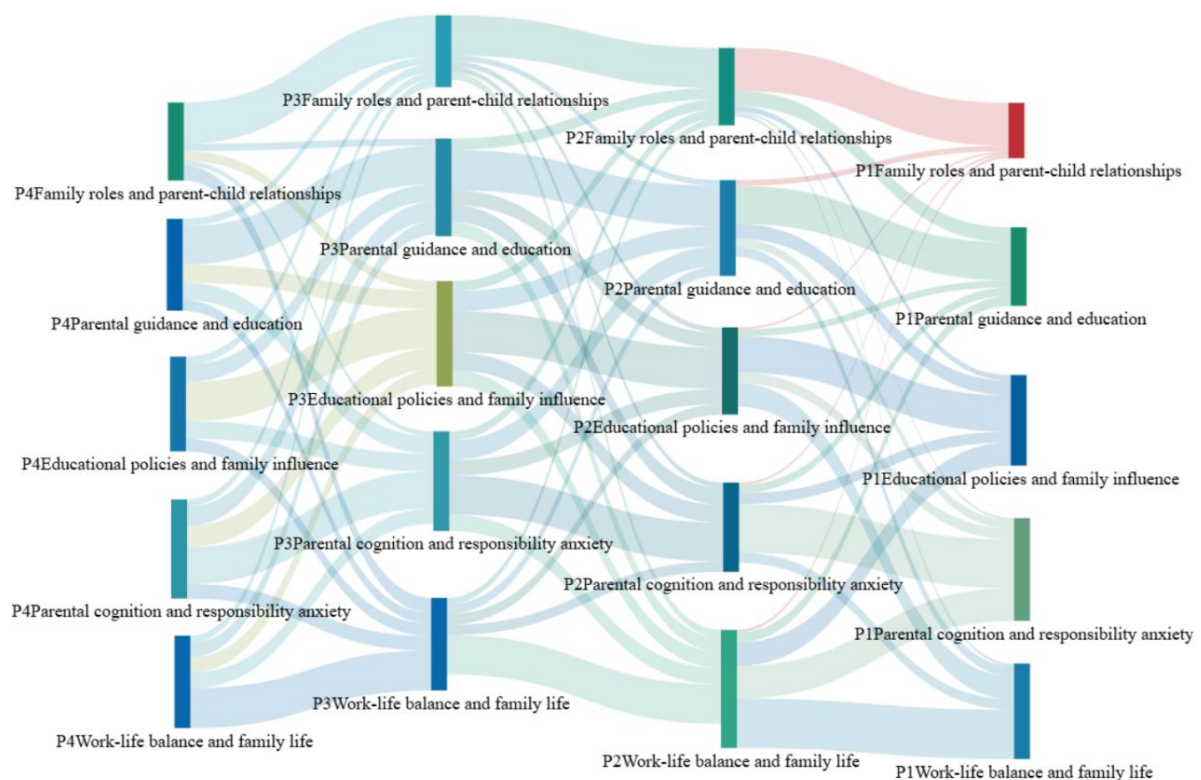 P4Family roles and parent-child relationships
P4Parental guidance and education
P4Educational policies and family influence
P4Parental cognition and responsibility anxiety
P4Work-life balance and family life
P3Family roles and parent-child relationships
P3Parental guidance and education
P3Educational policies and family influence
P3Parental cognition and responsibility anxiety
P3Work-life balance and family life
P2Family roles and parent-child relationships
P2Parental guidance and education
P2Educational policies and family influence
P2Parental cognition and responsibility anxiety
P2Work-life balance and family life
P1Family roles and parent-child relationships
P1Parental guidance and education
P1Educational policies and family influence
P1Parental cognition and responsibility anxiety
P1Work-life balance and family life